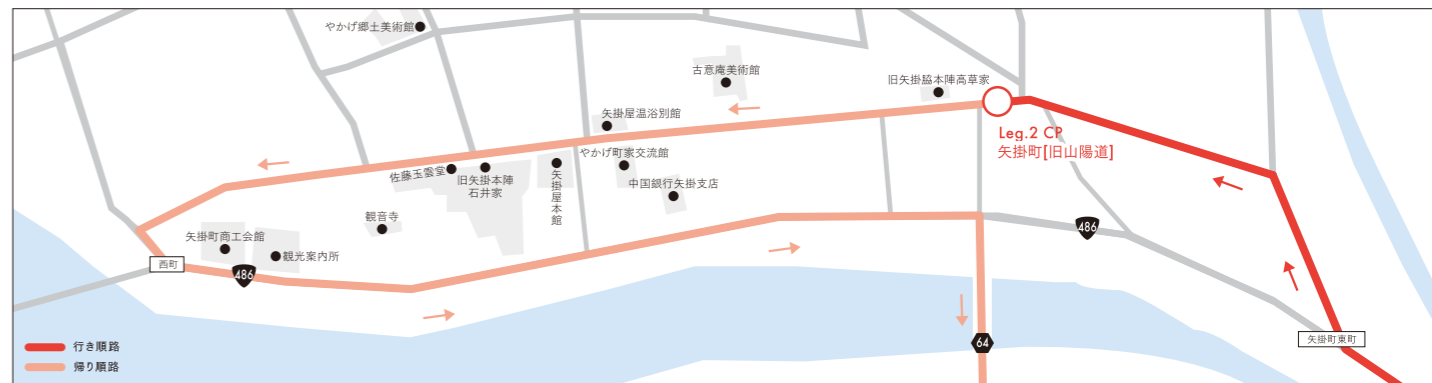 やかげ郷土美術館
古意庵美術館
旧矢掛脇本陣高草家
矢掛屋温浴別館
Leg.2 CP
矢掛町[旧山陽道]
やかげ町家交流館
佐藤玉雲堂
旧矢掛本陣
石井家
矢掛屋本館
中国銀行矢掛支店
観音寺
486
矢掛町商工会館
観光案内所
西町
486
64
矢掛町東町
行き順路
帰り順路